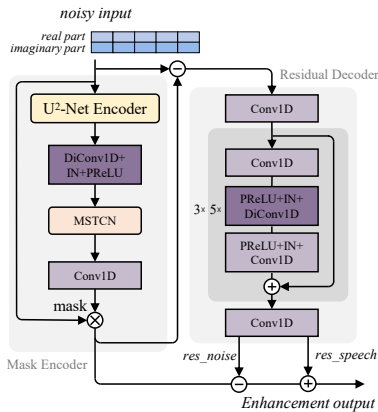 noisy input
real part
imaginary part
U²-Net Encoder
DiConv1D+
IN+PReLU
MSTCN
Conv1D
mask
Mask Encoder
Residual Decoder
Conv1D
Conv1D
3× 5×
PReLU+IN+
DiConv1D
PReLU+IN+
Conv1D
Conv1D
res_noise
res_speech
Enhancement output